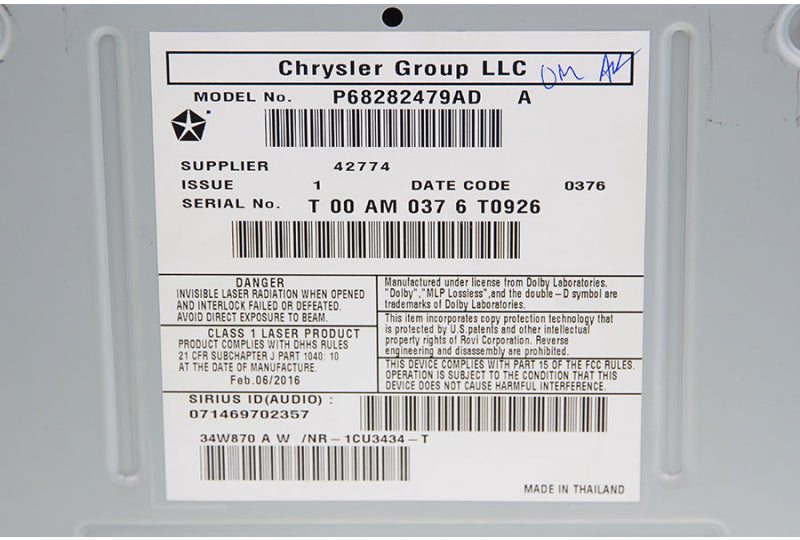 Chrysler Group LLC
MODEL No. P68282479AD A
SUPPLIER 42774
ISSUE 1 DATE CODE 0376
SERIAL No. T 00 AM 037 6 T0926
DANGER
INVISIBLE LASER RADIATION WHEN OPENED
AND INTERLOCK FAILED OR DEFEATED.
AVOID DIRECT EXPOSURE TO BEAM.
CLASS 1 LASER PRODUCT
PRODUCT COMPLIES WITH DHHS RULES
21 CFR SUBCHAPTER J PART 1040: 10
AT THE DATE OF MANUFACTURE.
Feb.06/2016
Manufactured under license from Dolby Laboratories.
"Dolby","MLP Lossless",and the double-D symbol are
trademarks of Dolby Laboratories.
This item incorporates copy protection technology that
is protected by U.S.patents and other intellectual
property rights of Rovi Corporation. Reverse
engineering and disassembly are prohibited.
THIS DEVICE COMPLIES WITH PART 15 OF THE FCC RULES.
OPERATION IS SUBJECT TO THE CONDITION THAT THIS
DEVICE DOES NOT CAUSE HARMFUL INTERFERENCE.
SIRIUS ID(AUDIO) :
071469702357
34W870 A W /NR-1CU3434-T
MADE IN THAILAND